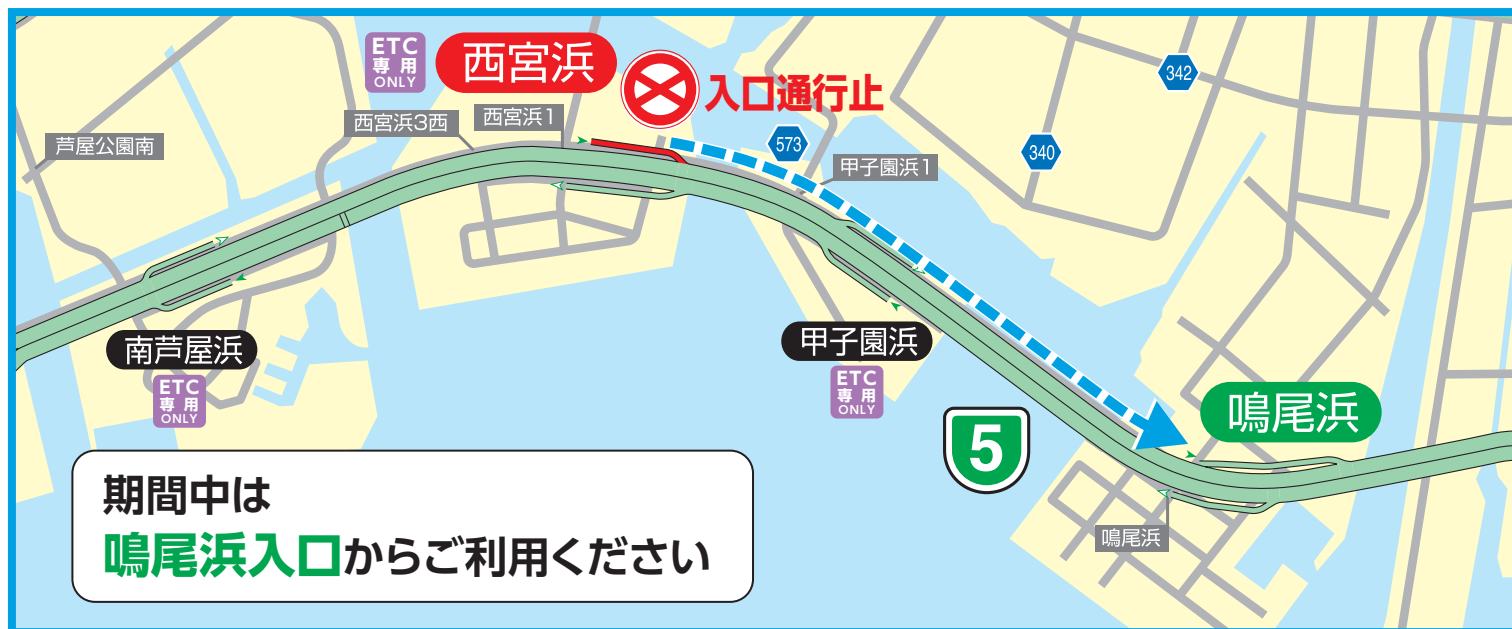 ETC
専用
ONLY
西宮浜
入口通行止
342
西宮浜3西
西宮浜1
芦屋公園南
573
340
甲子園浜1
南芦屋浜
ETC
専用
ONLY
甲子園浜
ETC
専用
ONLY
鳴尾浜
5
期間中は
鳴尾浜入口からご利用ください
鳴尾浜